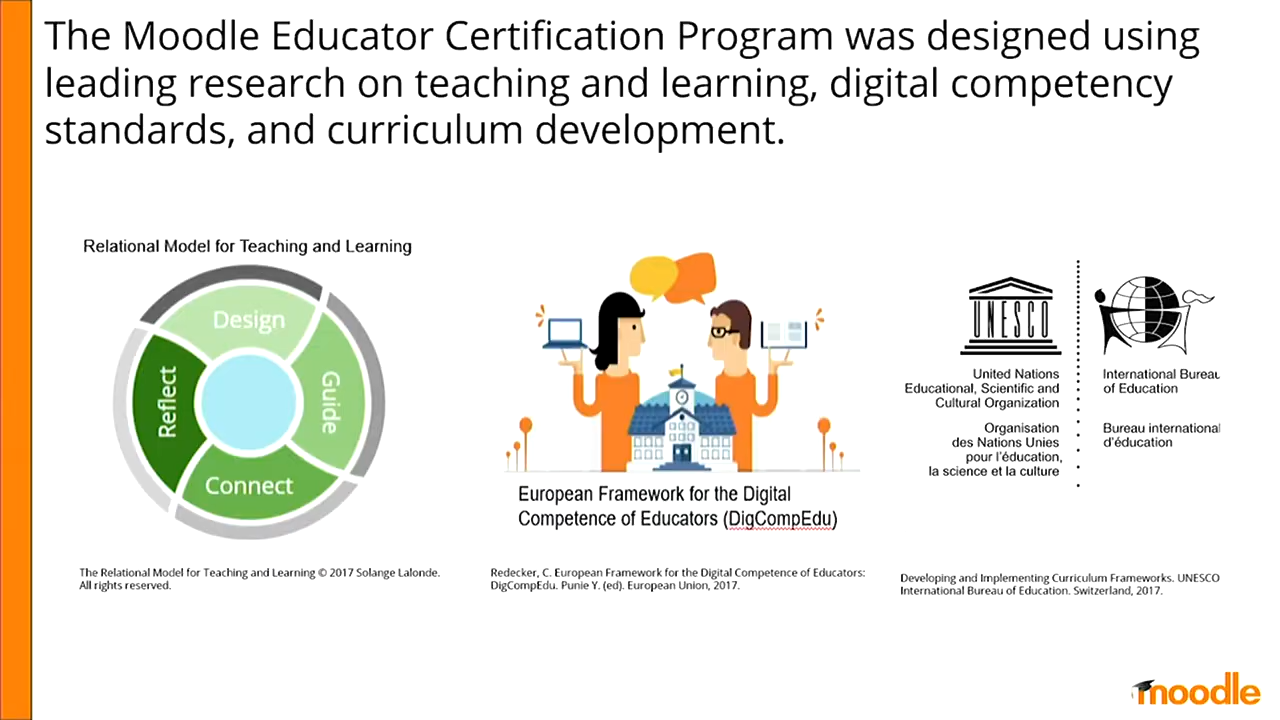 The Moodle Educator Certification Program was designed using
leading research on teaching and learning, digital competency
standards, and curriculum development.
Relational Model for Teaching and Learning
Design
Guide
Connect
Reflect
The Relational Model for Teaching and Learning © 2017 Solange Lalonde.
All rights reserved.
European Framework for the Digital
Competence of Educators (DigCompEdu)
Redecker, C. European Framework for the Digital Competence of Educators:
DigCompEdu. Punie Y. (ed). European Union, 2017.
UNESCO
United Nations
Educational, Scientific and
Cultural Organization
Organisation
des Nations Unies
pour l'éducation,
la science et la culture
International Bureau
of Education
Bureau international
d'éducation
Developing and Implementing Curriculum Frameworks. UNESCO
International Bureau of Education. Switzerland, 2017.
moodle